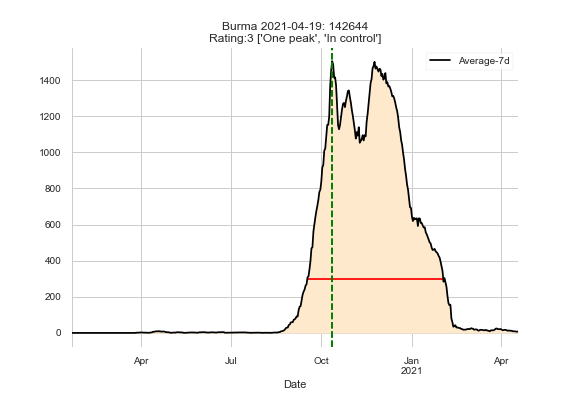 Burma 2021-04-19: 142644
Rating:3 ['One peak', 'In control']
Average-7d
1400
1200
1000
800
600
400
200
0
Apr
Jul
Oct
Jan
2021
Apr
Date